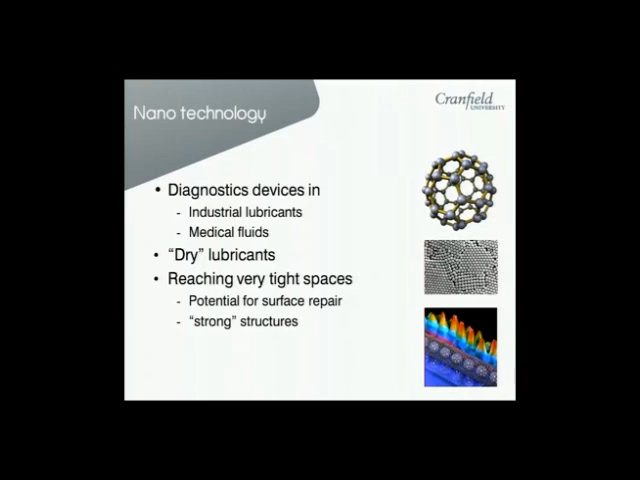 Nano technology
Cranfield
UNIVERSITY
• Diagnostics devices in
- Industrial lubricants
- Medical fluids
• “Dry” lubricants
• Reaching very tight spaces
- Potential for surface repair
- “strong” structures